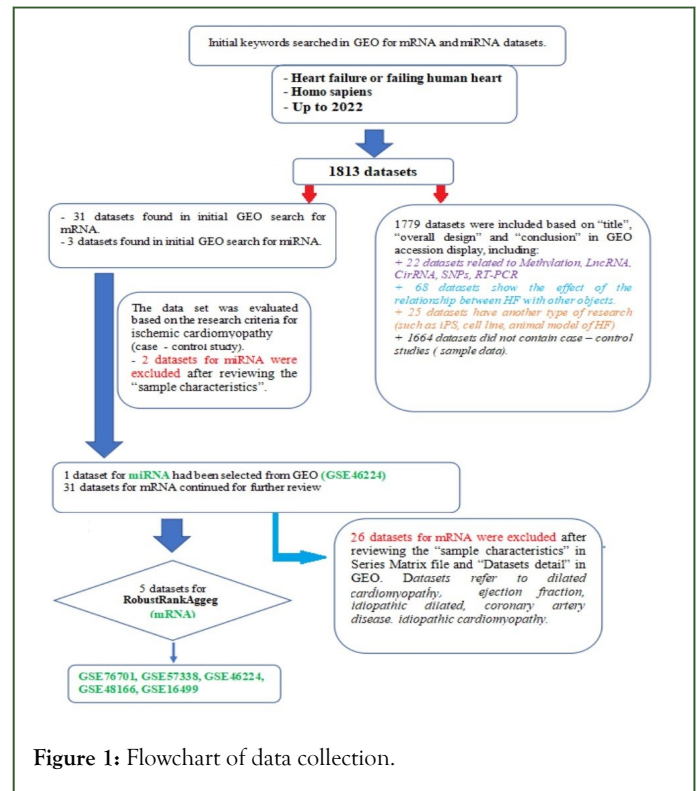 Initial keywords searched in GEO for mRNA and miRNA datasets.
- Heart failure or failing human heart
- Homo sapiens
- Up to 2022
1813 datasets
- 31 datasets found in initial GEO search for
mRNA.
- 3 datasets found in initial GEO search for miRNA.
1779 datasets were included based on “title”,
“overall design” and “conclusion” in GEO
accession display, including:
+ 22 datasets related to Methylation, LncRNA,
CirRNA, SNPs, RT-PCR
+ 68 datasets show the effect of the
relationship between HF with other objects.
+ 25 datasets have another type of research
(such as iPS, cell line, animal model of HF)
+ 1664 datasets did not contain case – control
studies ( sample data).
The data set was evaluated
based on the research criteria for
ischemic cardiomyopathy
(case - control study).
- 2 datasets for miRNA were
excluded after reviewing the
“sample characteristics”.
1 dataset for miRNA had been selected from GEO (GSE46224)
31 datasets for mRNA continued for further review
26 datasets for mRNA were excluded after
reviewing the “sample characteristics” in
Series Matrix file and “Datasets detail” in
GEO. Datasets refer to dilated
cardiomyopathy, ejection fraction,
idiopathic dilated, coronary artery
disease. idiopathic cardiomyopathy.
5 datasets for
RobustRankAggeg
(mRNA)
GSE76701, GSE57338, GSE46224,
GSE48166, GSE16499
Figure 1: Flowchart of data collection.